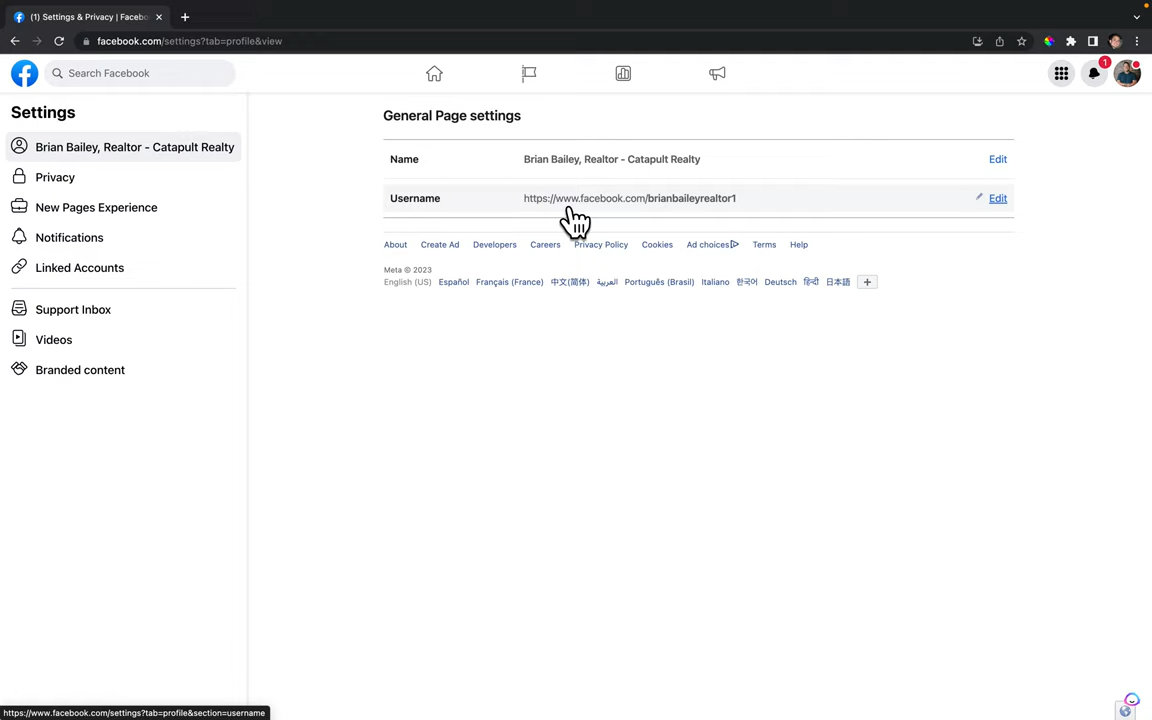 (1) Settings & Privacy | Facebo
facebook.com/settings?tab=profile&view
Search Facebook
1
Settings
Brian Bailey, Realtor - Catapult Realty
Privacy
New Pages Experience
Notifications
Linked Accounts
Support Inbox
Videos
Branded content
General Page settings
Name Brian Bailey, Realtor - Catapult Realty Edit
Username https://www.facebook.com/brianbaileyrealtor1 Edit
About Create Ad Developers Careers Privacy Policy Cookies Ad choices Terms Help
Meta © 2023
English (US) Español Français (France) 中文(简体) العربية Português (Brasil) Italiano 한국어 Deutsch हिन्दी 日本語
https://www.facebook.com/settings?tab=profile&section=username